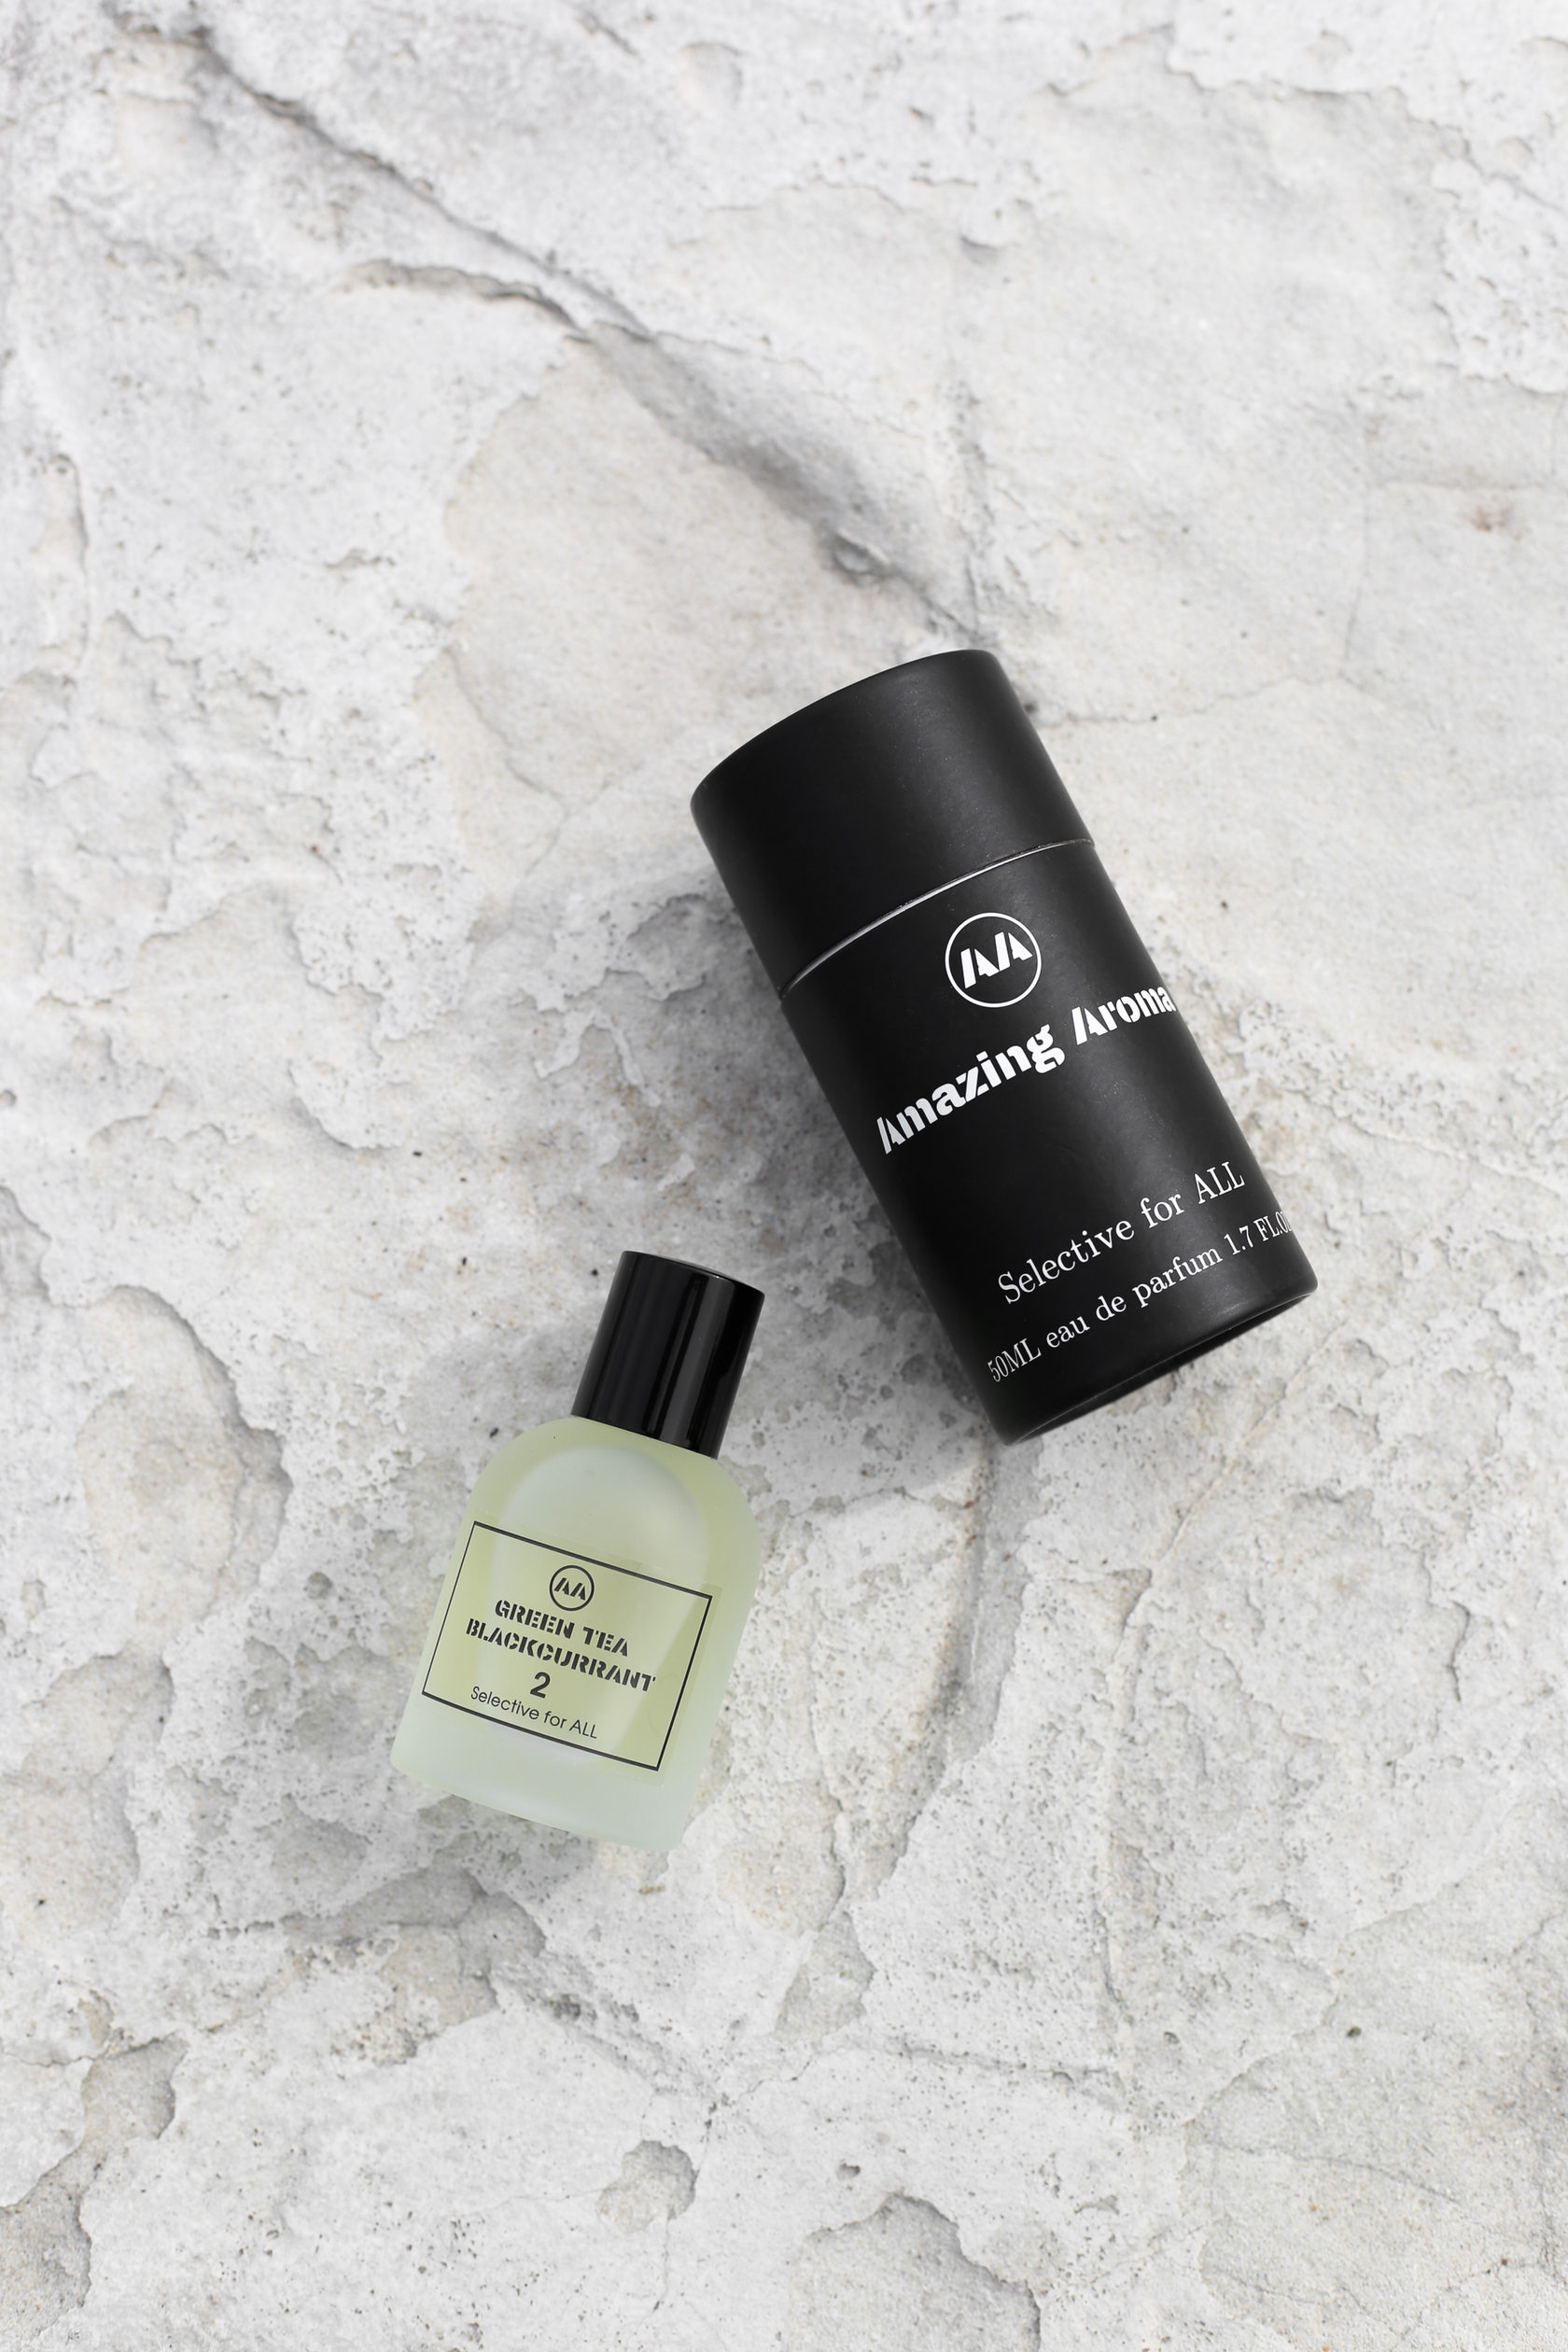 AA
Amazing Aroma
Selective for ALL
50ML eau de parfum 1.7 FL.OZ
AA
GREEN TEA
BLACKCURRANT
2
Selective for ALL